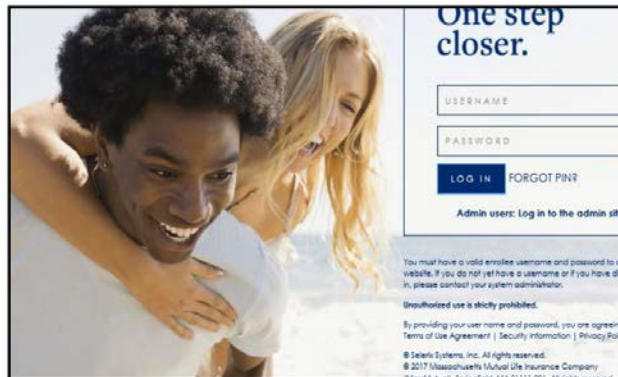 One step
closer.
USERNAME
PASSWORD
LOG IN FORGOT PIN?
Admin users: Log in to the admin sit
You must have a valid enrollee username and password to
website. If you do not yet have a username or if you have
in, please contact your system administrator.
Unauthorized use is strictly prohibited.
By providing your user name and password, you are agreein
Terms of Use Agreement | Security Information | Privacy Pol
© Selerix Systems, Inc. All rights reserved.
© 2017 Massachusetts Mutual Life Insurance Company